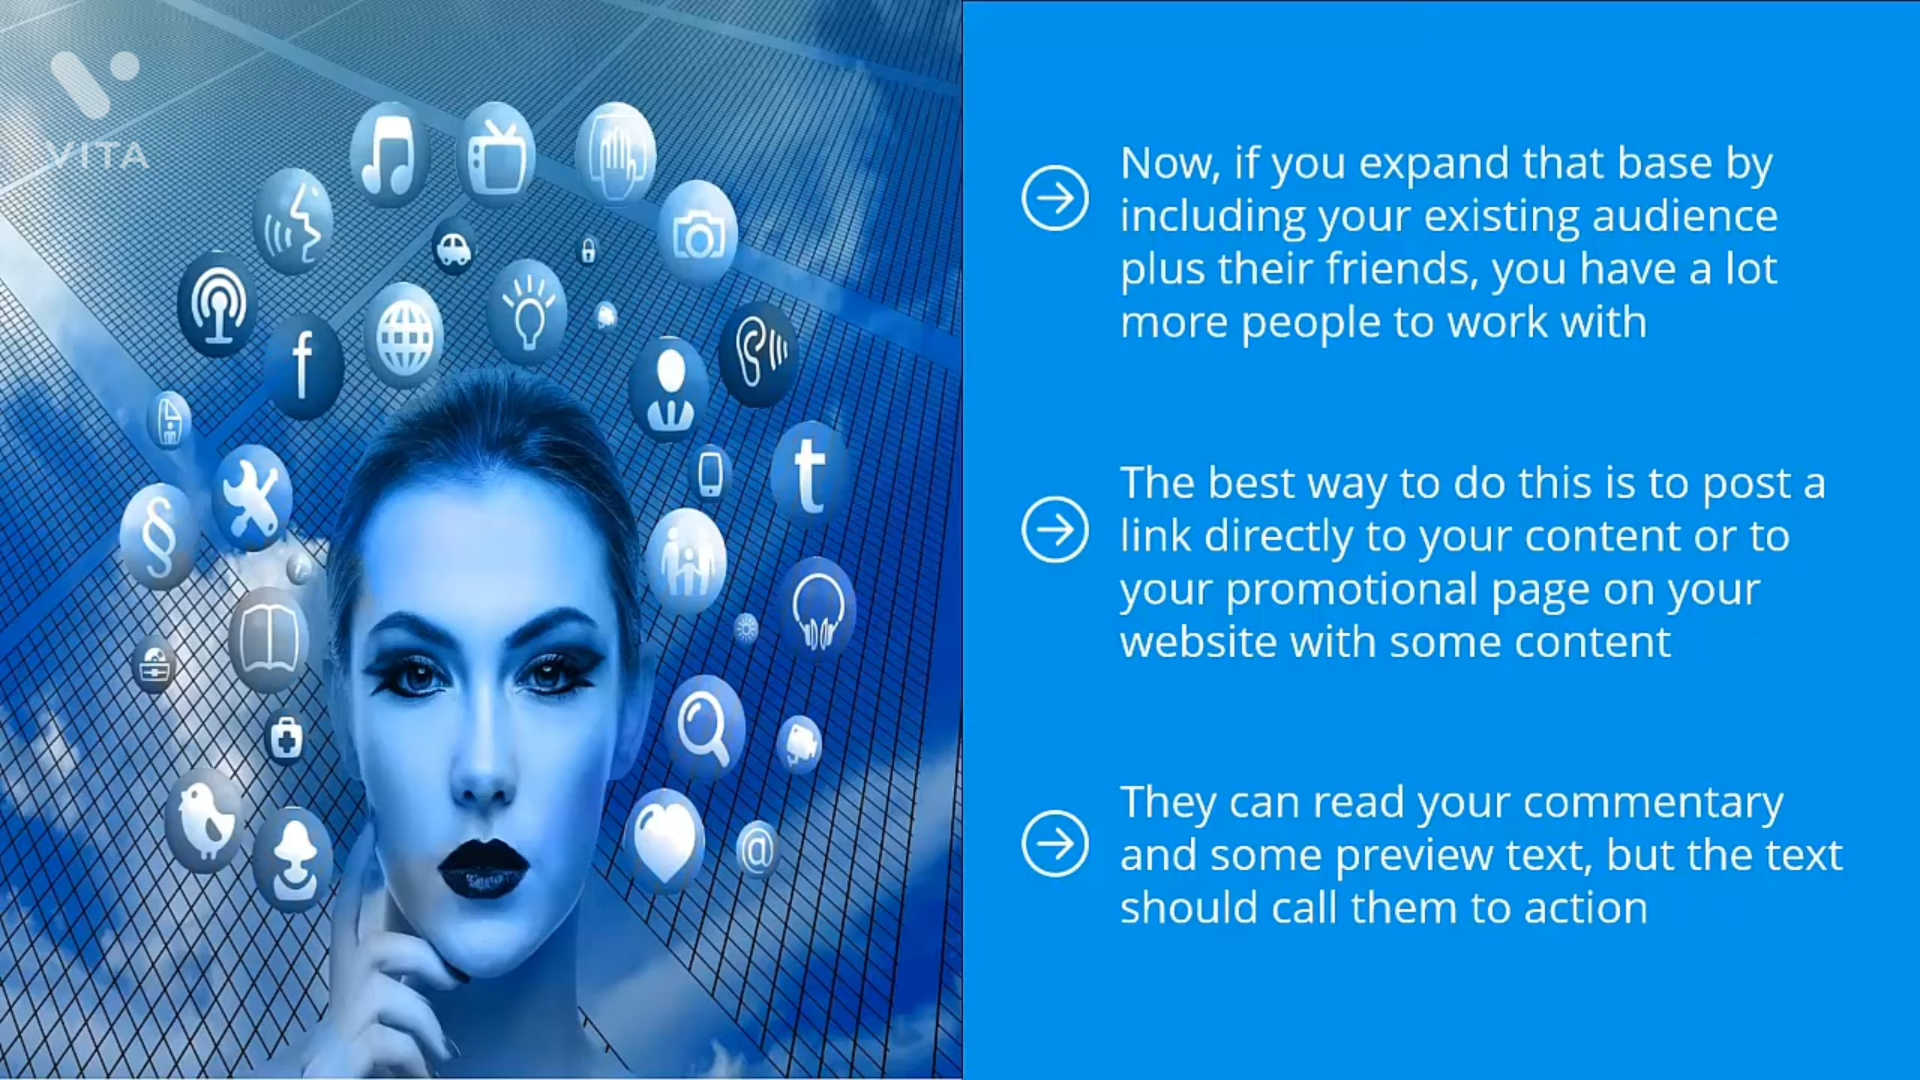 VITA
Now, if you expand that base by
including your existing audience
plus their friends, you have a lot
more people to work with
The best way to do this is to post a
link directly to your content or to
your promotional page on your
website with some content
They can read your commentary
and some preview text, but the text
should call them to action
f
t
§
@